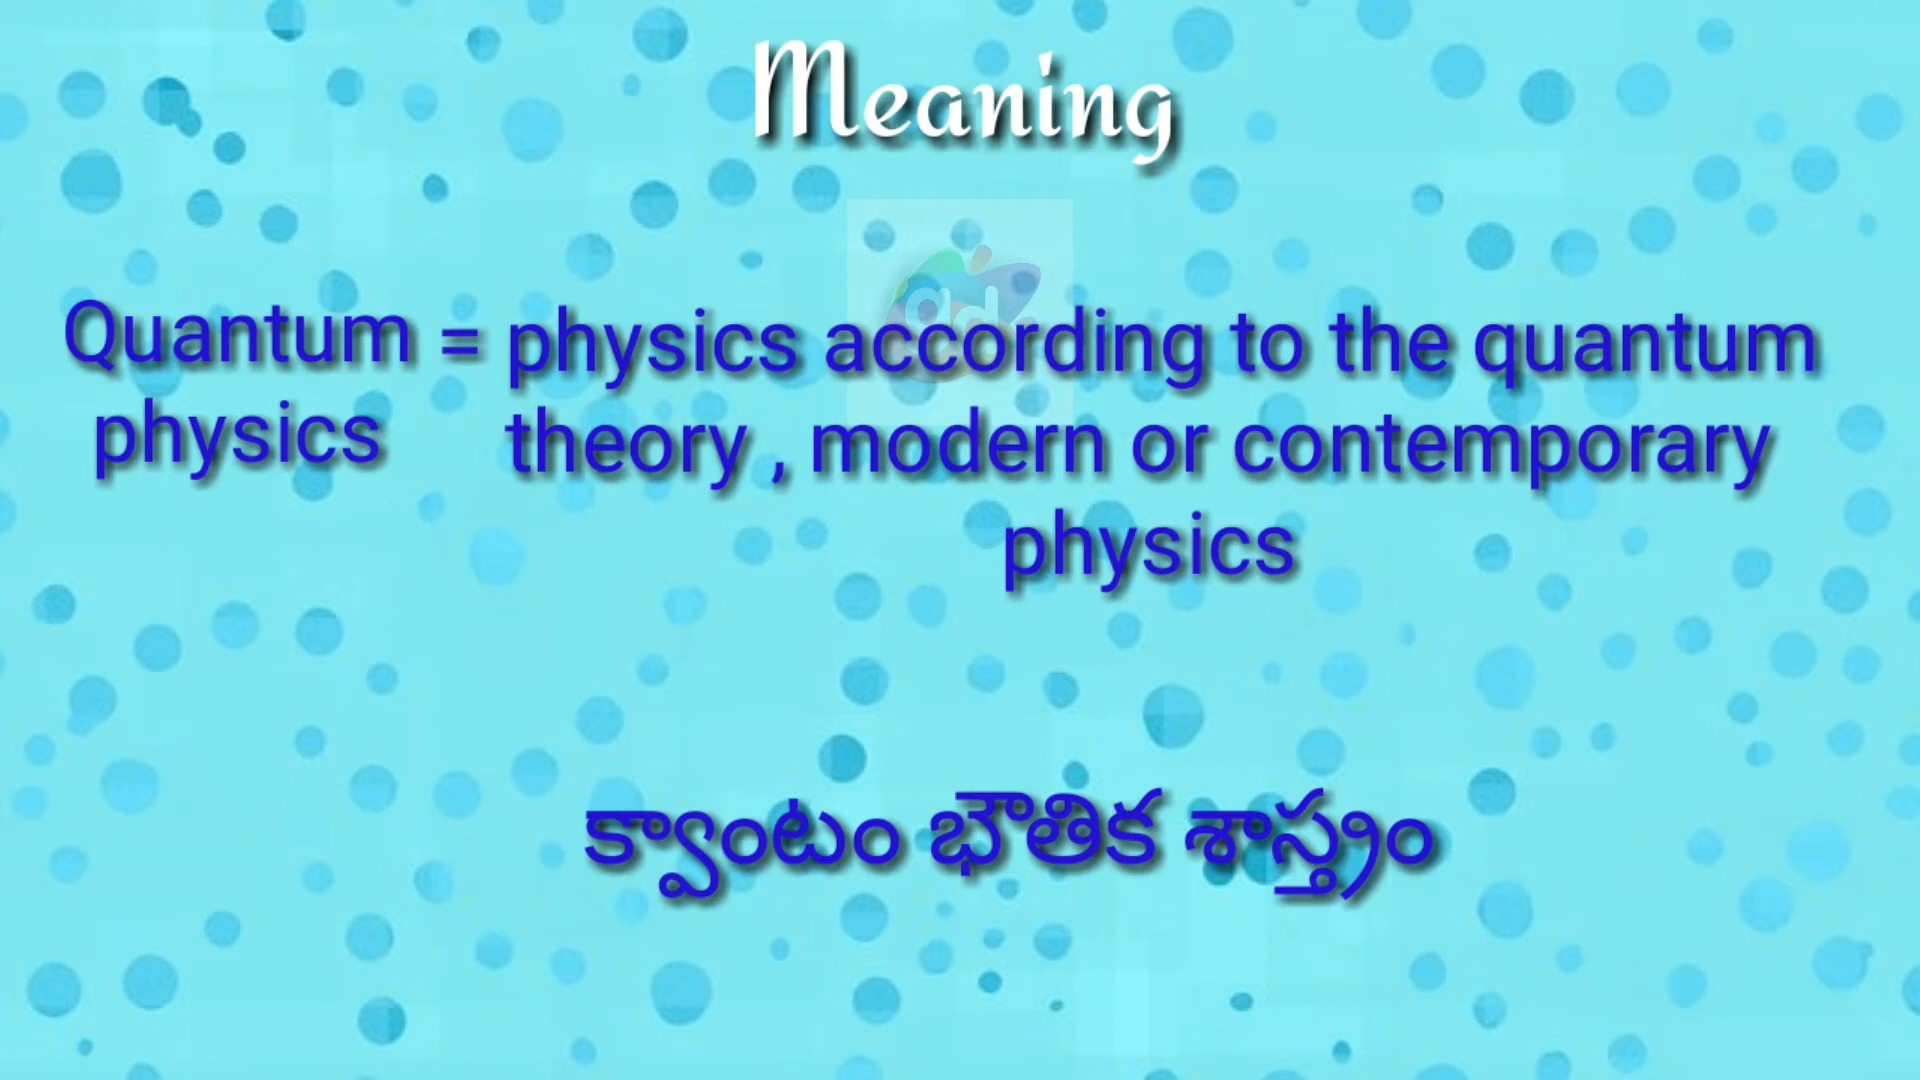 Meaning
Quantum = physics according to the quantum
physics theory , modern or contemporary
physics
క్వాంటం భౌతిక శాస్త్రం